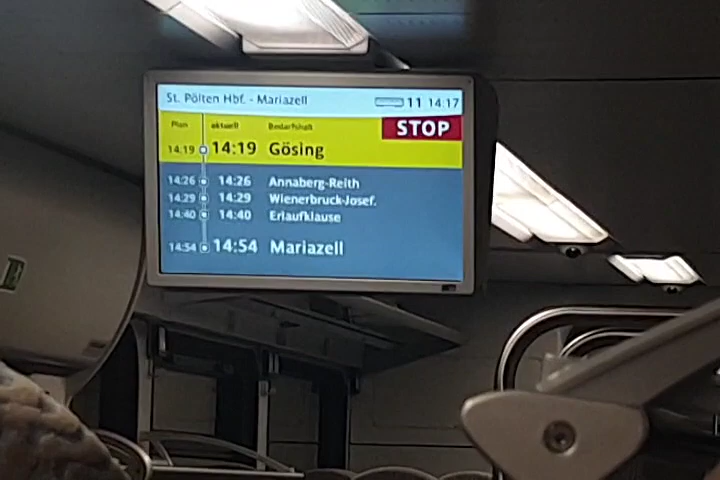 St. Pölten Hbf. - Mariazell 11 14:17
Plan aktuell Bedarfshalt STOP
14:19 14:19 Gösing
14:26 14:26 Annaberg-Reith
14:29 14:29 Wienerbruck-Josef.
14:40 14:40 Erlaufklause
14:54 14:54 Mariazell